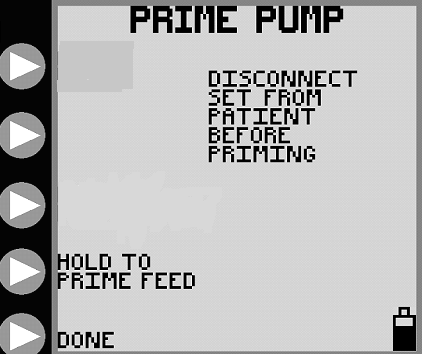 PRIME PUMP
DISCONNECT
SET FROM
PATIENT
BEFORE
PRIMING
HOLD TO
PRIME FEED
DONE